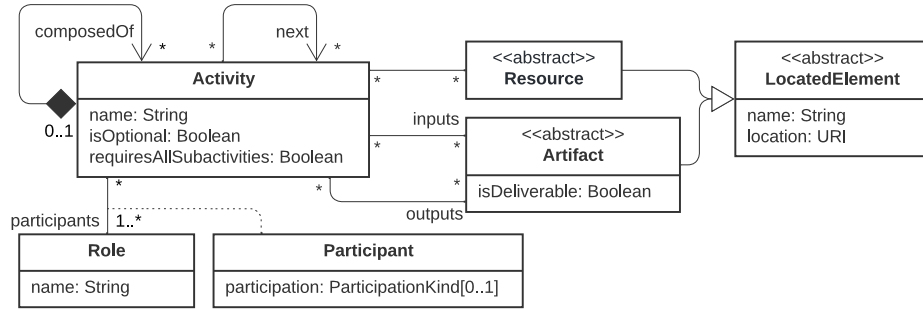 composedOf
*
*
next
*
Activity
name: String
isOptional: Boolean
requiresAllSubactivities: Boolean
0..1
*
*
<<abstract>>
Resource
<<abstract>>
LocatedElement
name: String
location: URI
inputs
*
*
<<abstract>>
Artifact
isDeliverable: Boolean
*
*
outputs
*
participants
1..*
Role
name: String
Participant
participation: ParticipationKind[0..1]